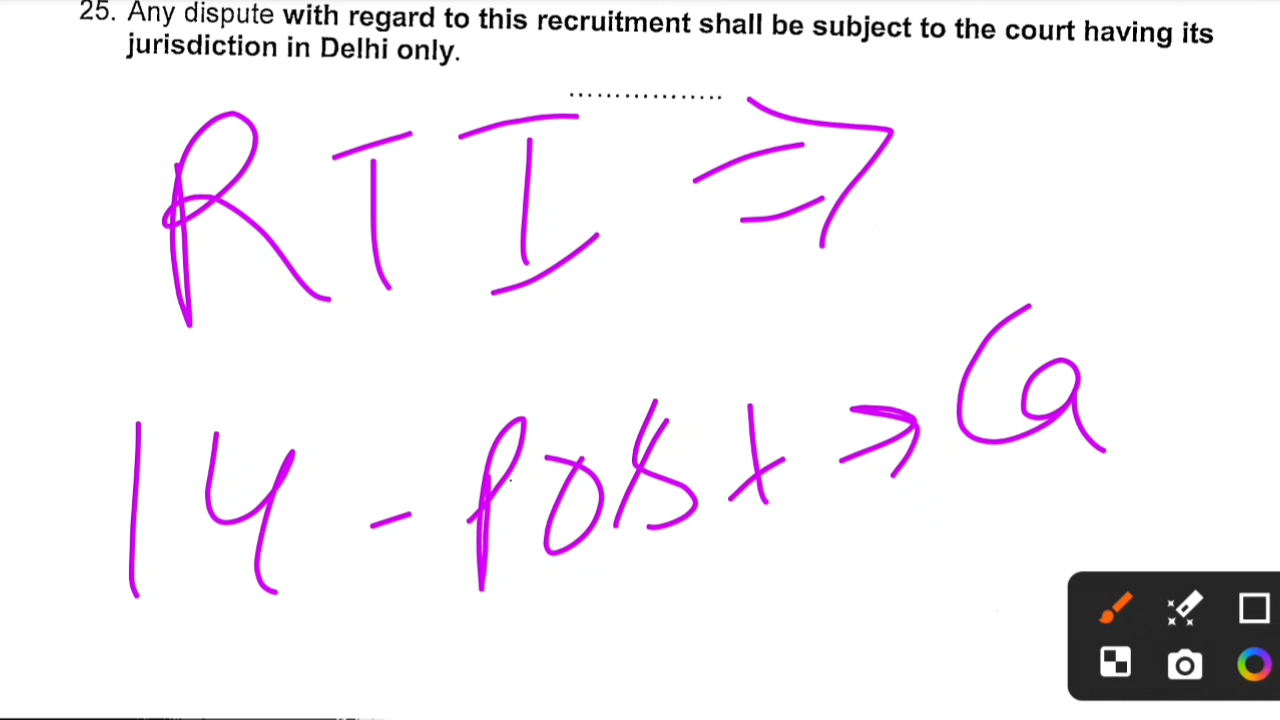 25. Any dispute with regard to this recruitment shall be subject to the court having its
jurisdiction in Delhi only.
.................
RTI ⇒
14 - post →